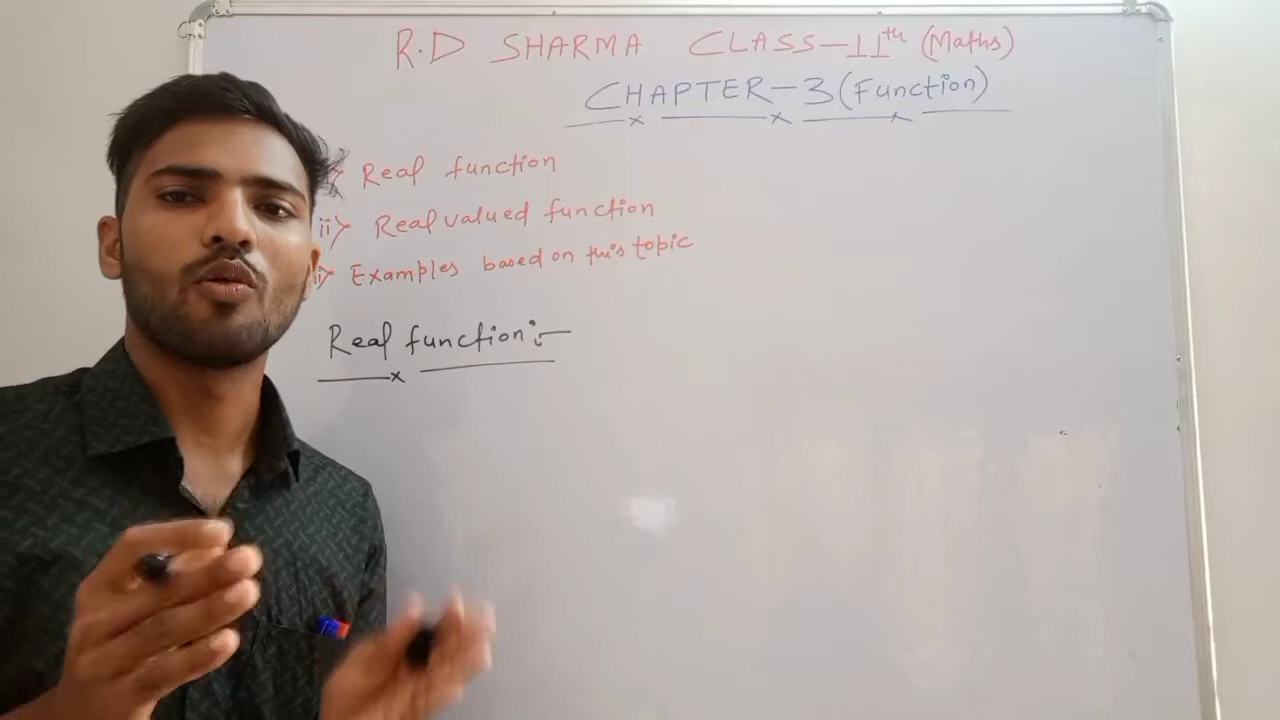 R.D SHARMA CLASS-11th (Maths)
CHAPTER-3 (Function)
Real function
ii> Real valued function
Examples based on this topic
Real function:-